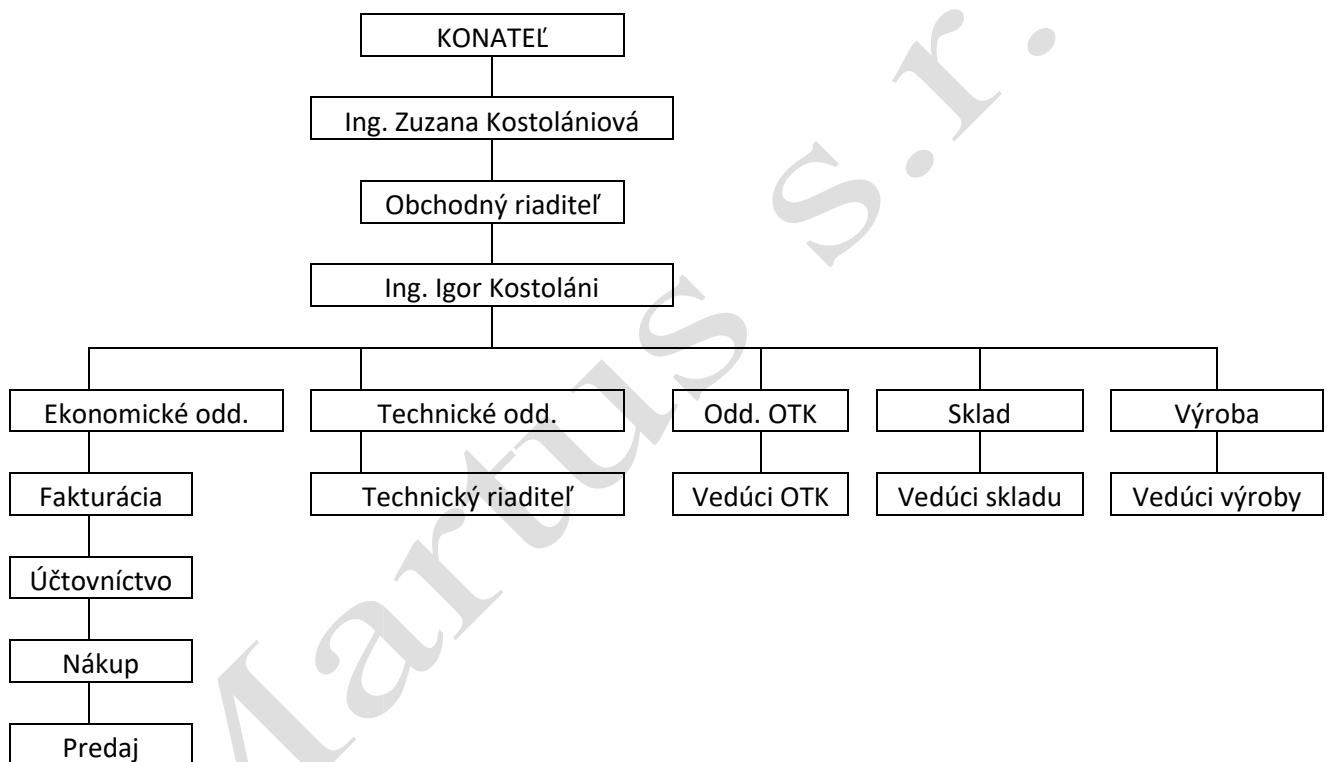 KONATEĽ
Ing. Zuzana Kostolániová
Obchodný riaditeľ
Ing. Igor Kostoláni
Ekonomické odd.
Technické odd.
Odd. OTK
Sklad
Výroba
Fakturácia
Technický riaditeľ
Vedúci OTK
Vedúci skladu
Vedúci výroby
Účtovníctvo
Nákup
Predaj
Martus s.r.